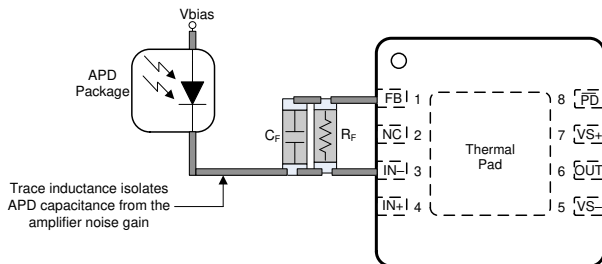 Vbias
APD
Package
CF
RF
FB 1
NC 2
IN– 3
IN+ 4
Thermal
Pad
8 PD
7 VS+
6 OUT
5 VS–
Trace inductance isolates
APD capacitance from the
amplifier noise gain